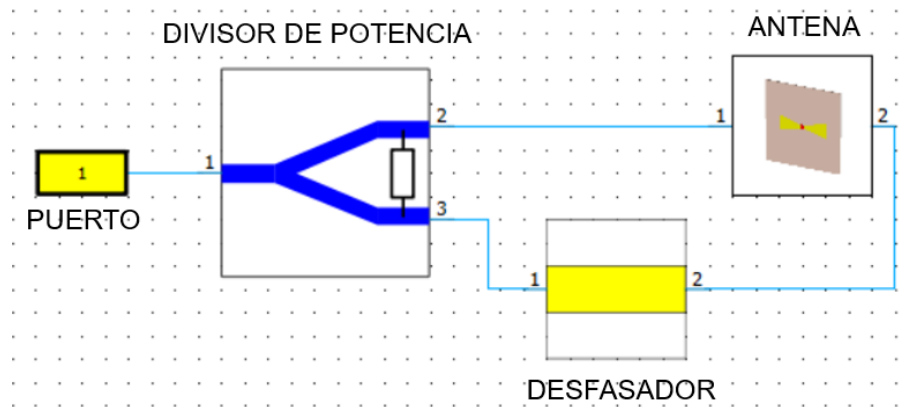 DIVISOR DE POTENCIA
ANTENA
2
1
2
1
1
PUERTO
3
1
2
DESFASADOR